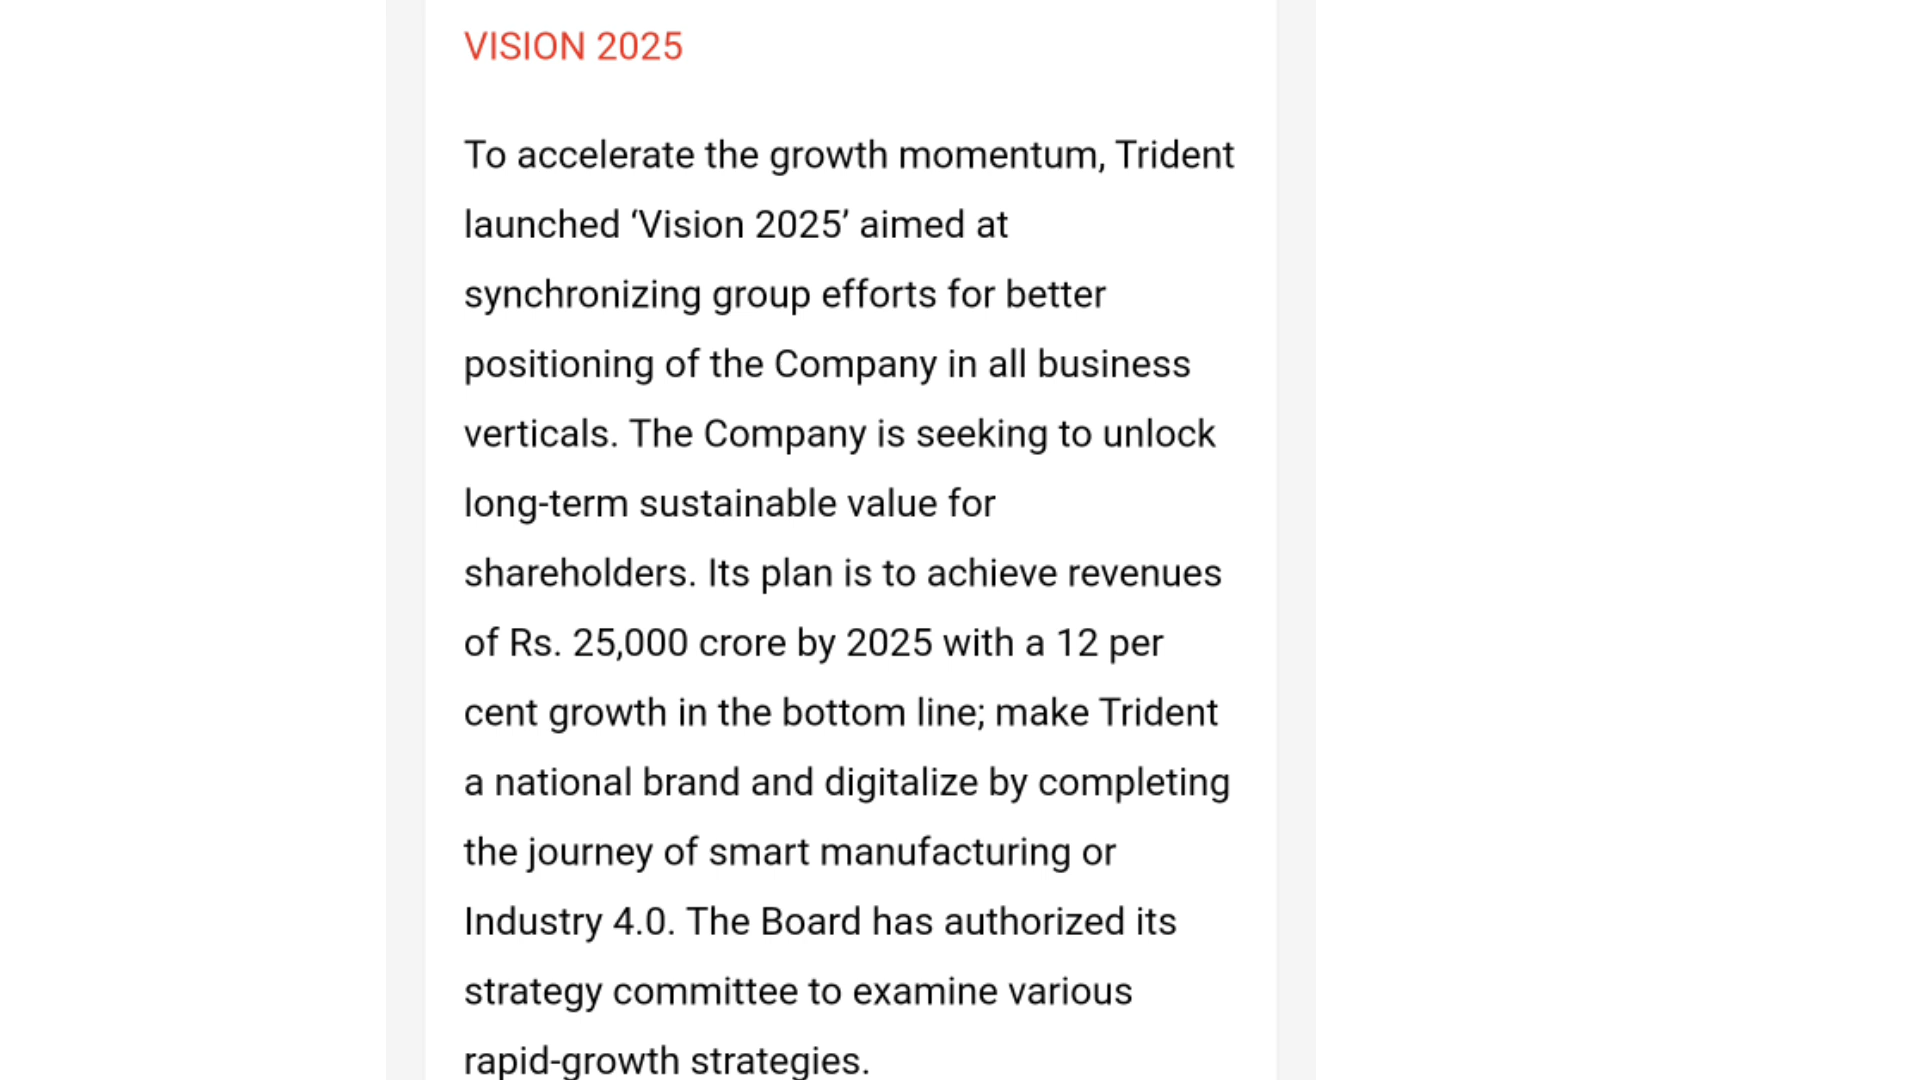 VISION 2025
To accelerate the growth momentum, Trident
launched ‘Vision 2025’ aimed at
synchronizing group efforts for better
positioning of the Company in all business
verticals. The Company is seeking to unlock
long-term sustainable value for
shareholders. Its plan is to achieve revenues
of Rs. 25,000 crore by 2025 with a 12 per
cent growth in the bottom line; make Trident
a national brand and digitalize by completing
the journey of smart manufacturing or
Industry 4.0. The Board has authorized its
strategy committee to examine various
rapid-growth strategies.